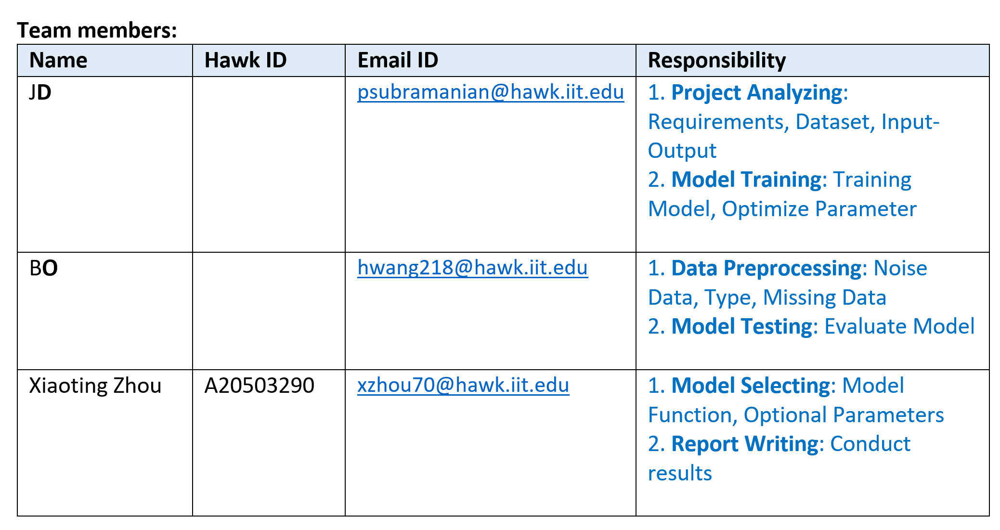 Team members:
Name Hawk ID Email ID Responsibility
JD psubramanian@hawk.iit.edu 1. Project Analyzing:
Requirements, Dataset, Input-
Output
2. Model Training: Training
Model, Optimize Parameter
BO hwang218@hawk.iit.edu 1. Data Preprocessing: Noise
Data, Type, Missing Data
2. Model Testing: Evaluate Model
Xiaoting Zhou A20503290 xzhou70@hawk.iit.edu 1. Model Selecting: Model
Function, Optional Parameters
2. Report Writing: Conduct
results